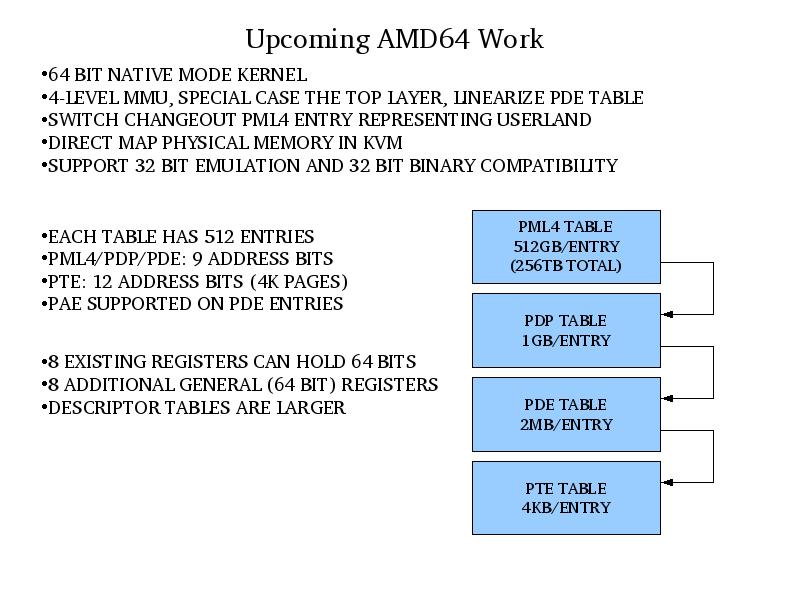 Upcoming AMD64 Work
•64 BIT NATIVE MODE KERNEL
•4-LEVEL MMU, SPECIAL CASE THE TOP LAYER, LINEARIZE PDE TABLE
•SWITCH CHANGEOUT PML4 ENTRY REPRESENTING USERLAND
•DIRECT MAP PHYSICAL MEMORY IN KVM
•SUPPORT 32 BIT EMULATION AND 32 BIT BINARY COMPATIBILITY
•EACH TABLE HAS 512 ENTRIES
•PML4/PDP/PDE: 9 ADDRESS BITS
•PTE: 12 ADDRESS BITS (4K PAGES)
•PAE SUPPORTED ON PDE ENTRIES
•8 EXISTING REGISTERS CAN HOLD 64 BITS
•8 ADDITIONAL GENERAL (64 BIT) REGISTERS
•DESCRIPTOR TABLES ARE LARGER
PML4 TABLE
512GB/ENTRY
(256TB TOTAL)
PDP TABLE
1GB/ENTRY
PDE TABLE
2MB/ENTRY
PTE TABLE
4KB/ENTRY